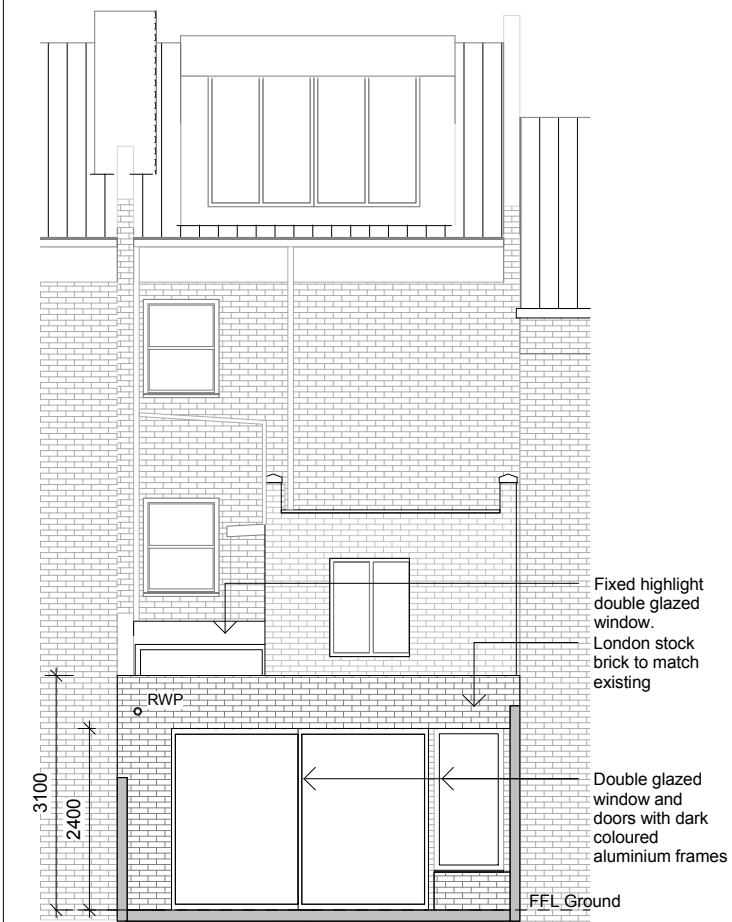 Fixed highlight
double glazed
window.
London stock
brick to match
existing
RWP
3100
2400
Double glazed
window and
doors with dark
coloured
aluminium frames
FFL Ground